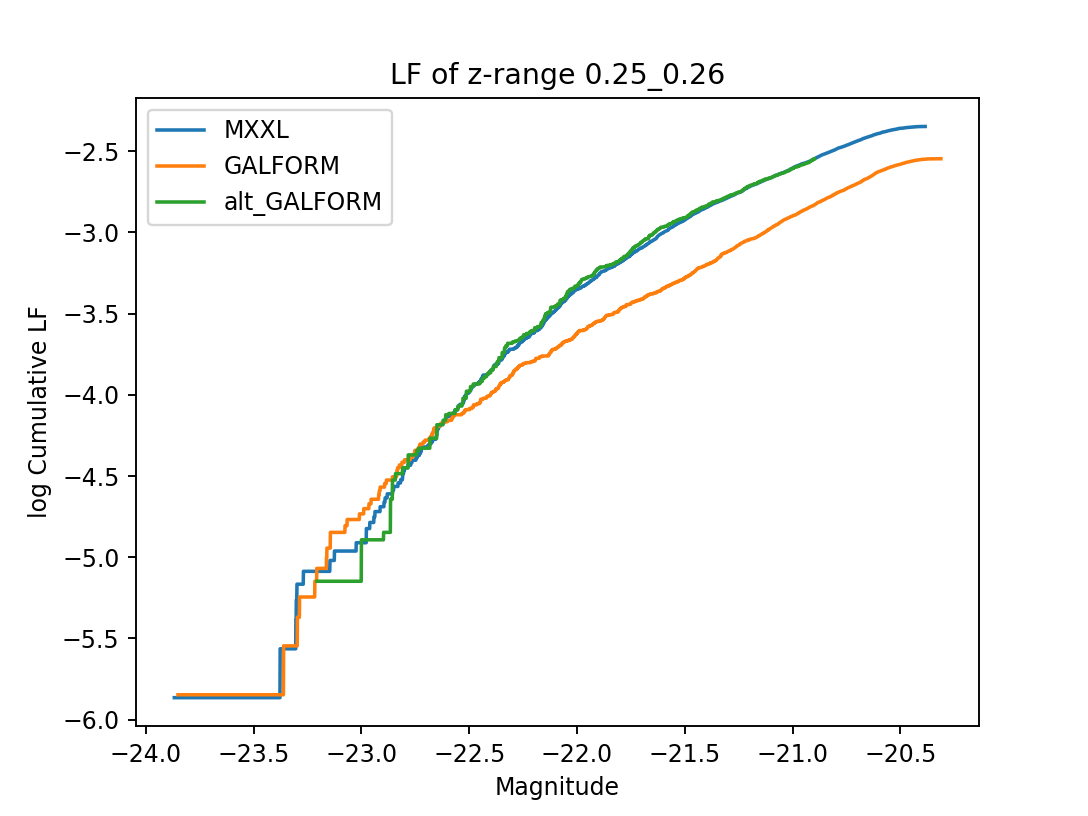 LF of z-range 0.25_0.26
MXXL
GALFORM
alt_GALFORM
log Cumulative LF
−2.5
−3.0
−3.5
−4.0
−4.5
−5.0
−5.5
−6.0
−24.0 −23.5 −23.0 −22.5 −22.0 −21.5 −21.0 −20.5
Magnitude